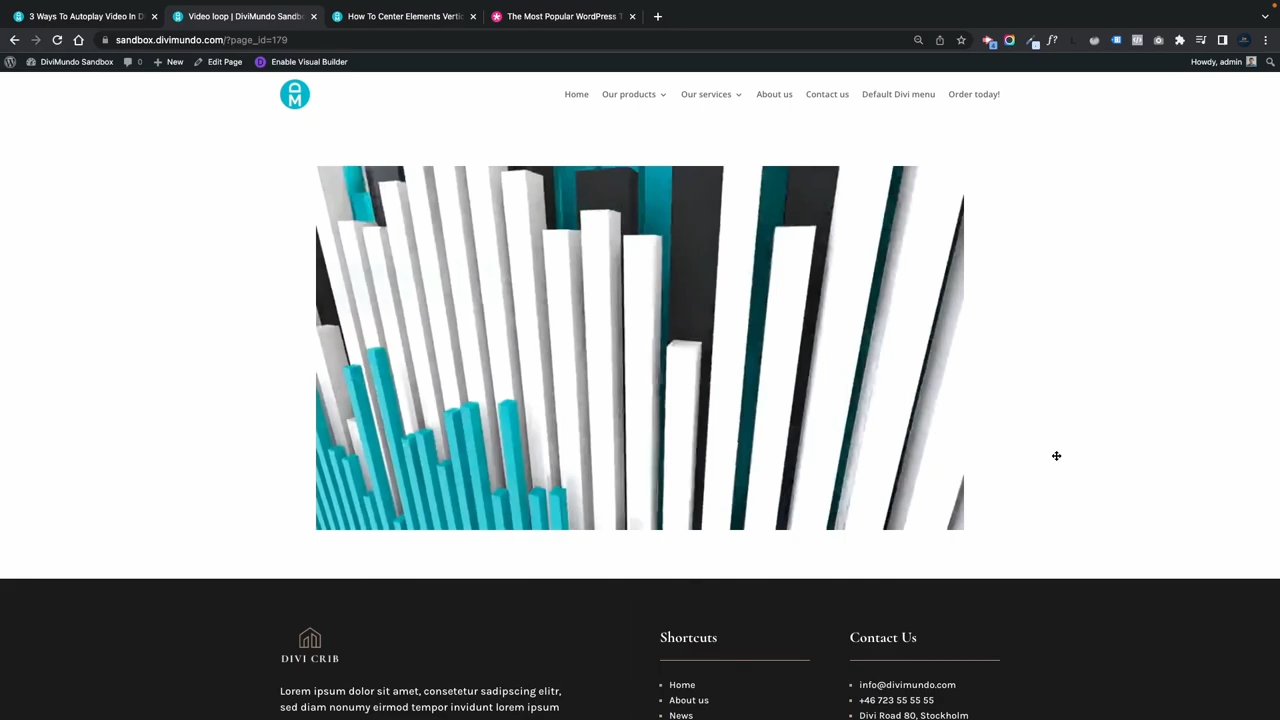 3 Ways To Autoplay Video In Di
Video loop | DiviMundo Sandbo
How To Center Elements Vertic
The Most Popular WordPress T
sandbox.divimundo.com/?page_id=179
DiviMundo Sandbox
0
New
Edit Page
Enable Visual Builder
Howdy, admin
DM
Home
Our products
Our services
About us
Contact us
Default Divi menu
Order today!
DIVI CRIB
Lorem ipsum dolor sit amet, consetetur sadipscing elitr,
sed diam nonumy eirmod tempor invidunt lorem ipsum
Shortcuts
Home
About us
News
Contact Us
info@divimundo.com
+46 723 55 55 55
Divi Road 80, Stockholm